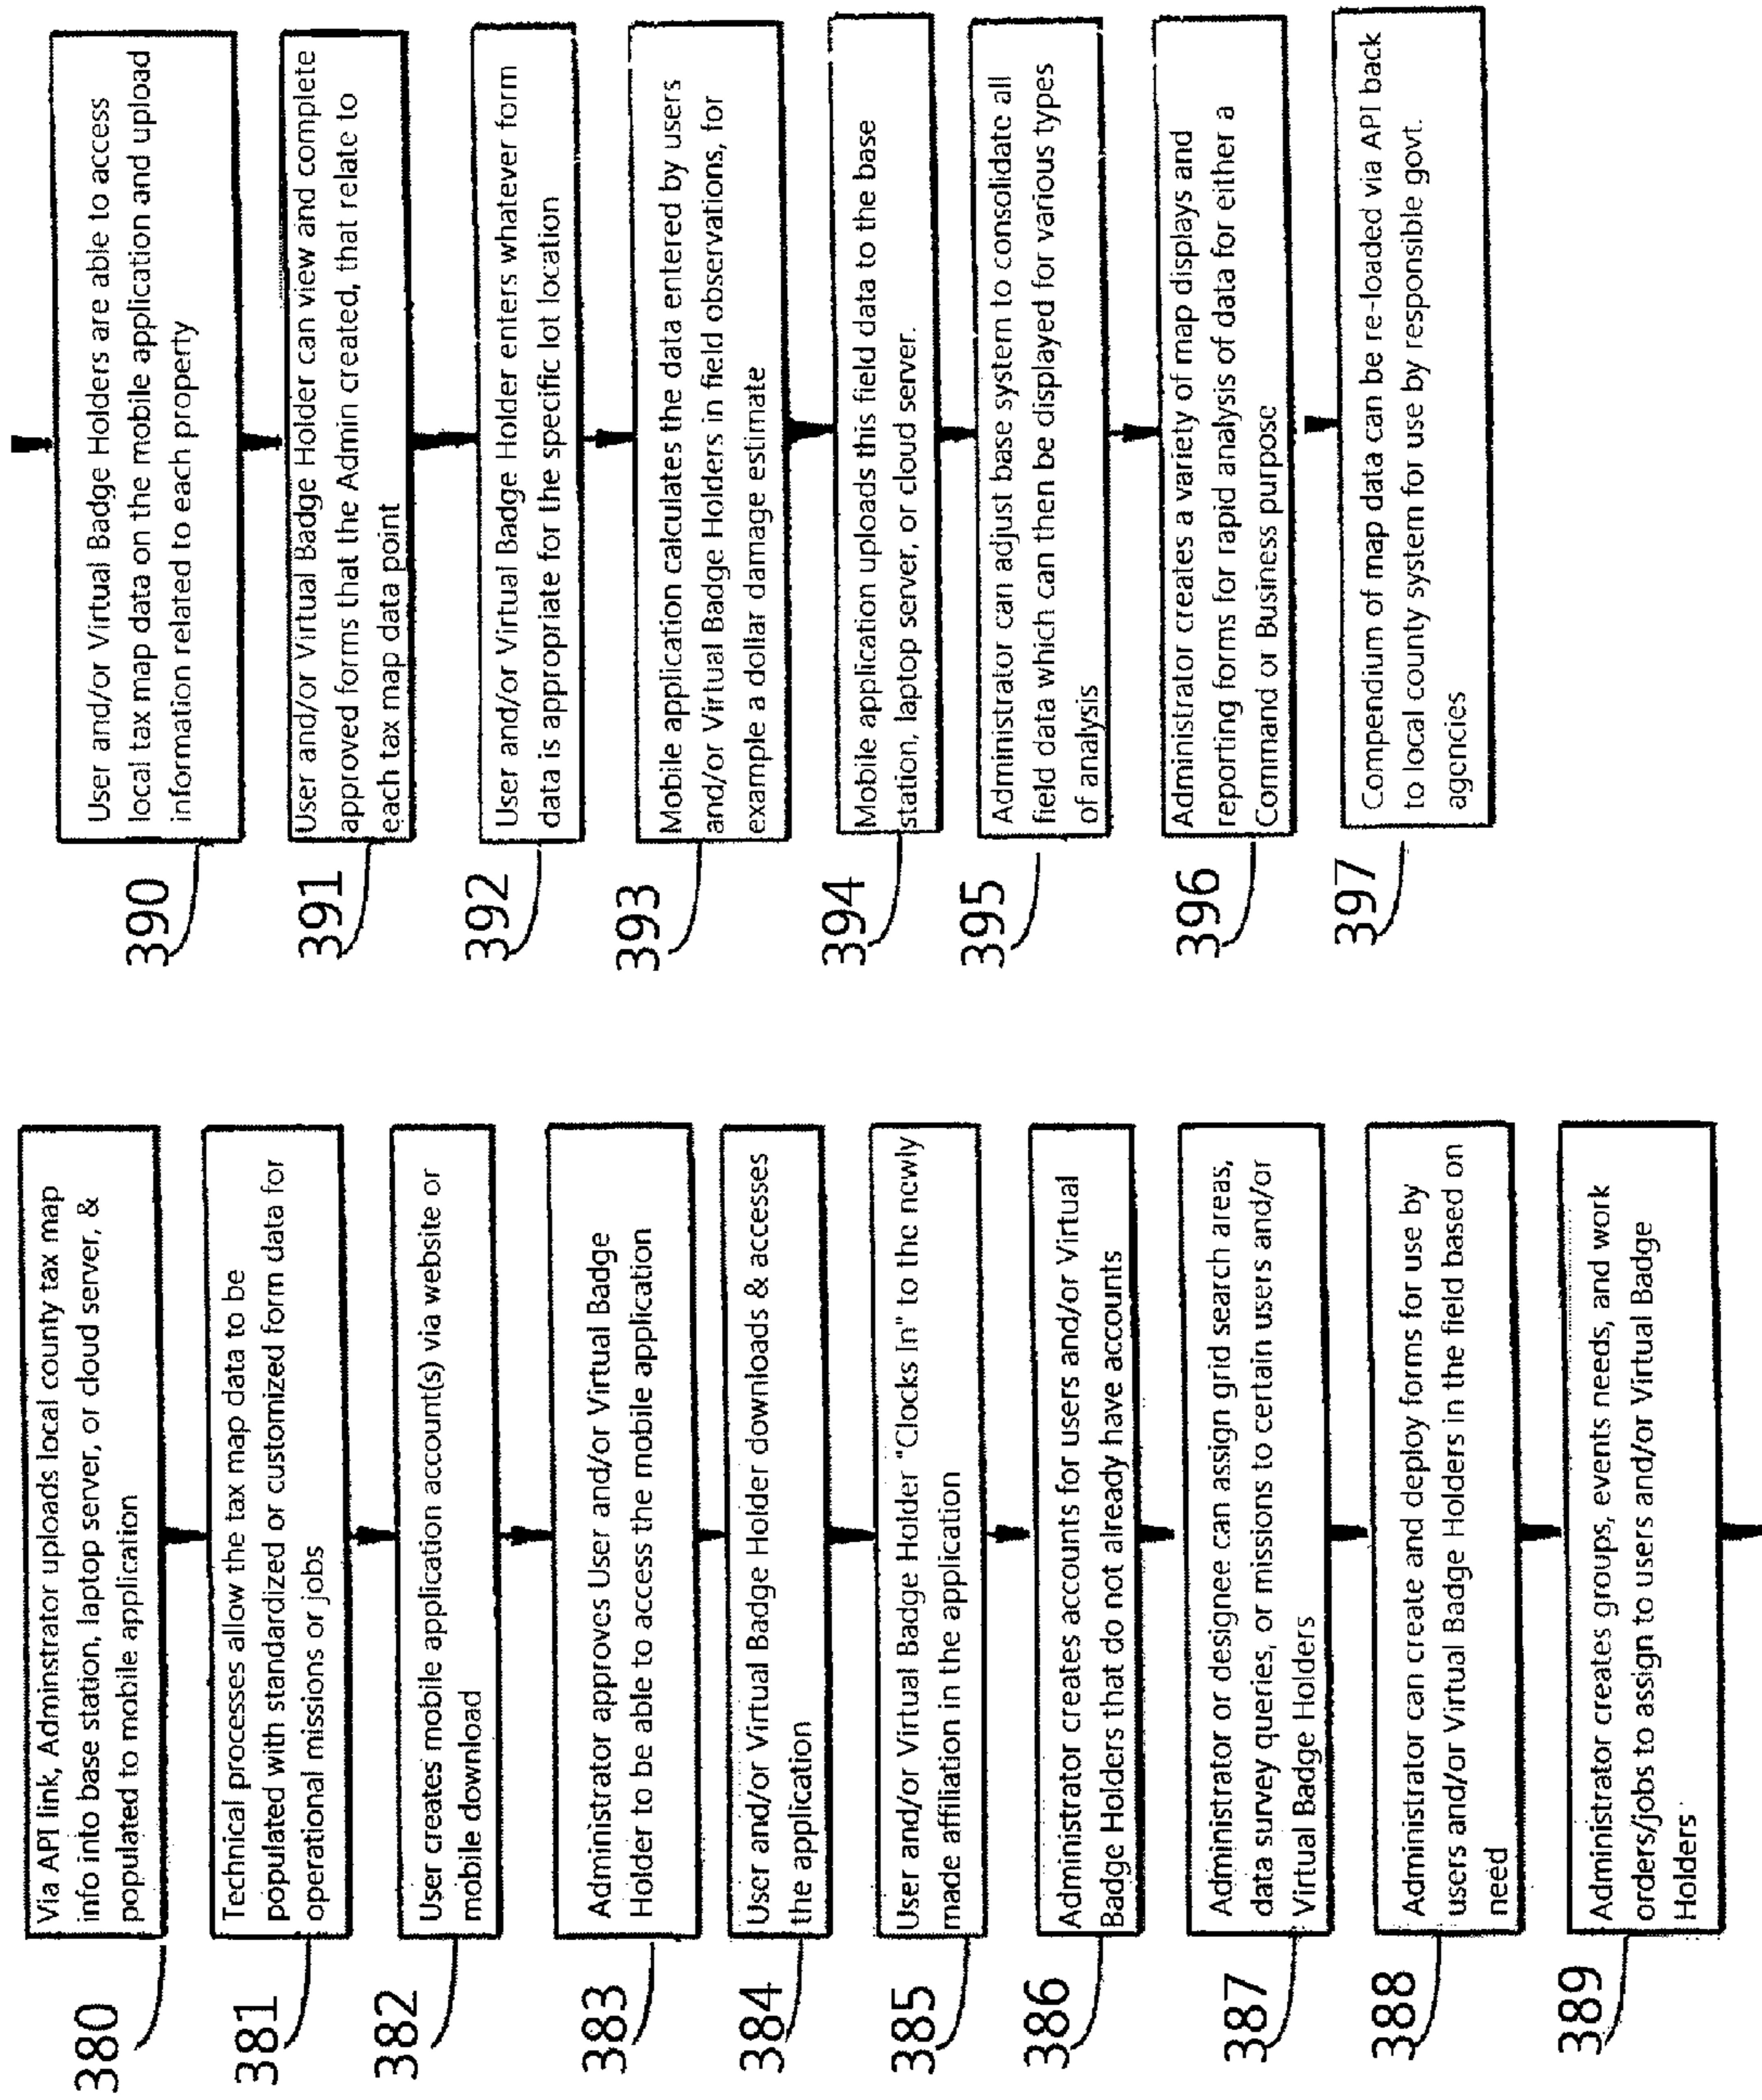 380
Via API link, Adminstrator uploads local county tax map
info into base station, laptop server, or cloud server, &
populated to mobile application
381
Technical processes allow the tax map data to be
populated with standardized or customized form data for
operational missions or jobs
382
User creates mobile application account(s) via website or
mobile download
383
Administrator approves User and/or Virtual Badge
Holder to be able to access the mobile application
384
User and/or Virtual Badge Holder downloads & accesses
the application
385
User and/or Virtual Badge Holder "Clocks In" to the newly
made affiliation in the application
386
Administrator creates accounts for users and/or Virtual
Badge Holders that do not already have accounts
387
Administrator or designee can assign grid search areas,
data survey queries, or missions to certain users and/or
Virtual Badge Holders
388
Administrator can create and deploy forms for use by
users and/or Virtual Badge Holders in the field based on
need
389
Administrator creates groups, events needs, and work
orders/jobs to assign to users and/or Virtual Badge
Holders
390
User and/or Virtual Badge Holders are able to access
local tax map data on the mobile application and upload
information related to each property
391
User and/or Virtual Badge Holder can view and complete
approved forms that the Admin created, that relate to
each tax map data point
392
User and/or Virtual Badge Holder enters whatever form
data is appropriate for the specific lot location
393
Mobile application calculates the data entered by users
and/or Virtual Badge Holders in field observations, for
example a dollar damage estimate
394
Mobile application uploads this field data to the base
station, laptop server, or cloud server.
395
Administrator can adjust base system to consolidate all
field data which can then be displayed for various types
of analysis
396
Administrator creates a variety of map displays and
reporting forms for rapid analysis of data for either a
Command or Business purpose
397
Compendium of map data can be re-loaded via API back
to local county system for use by responsible govt.
agencies